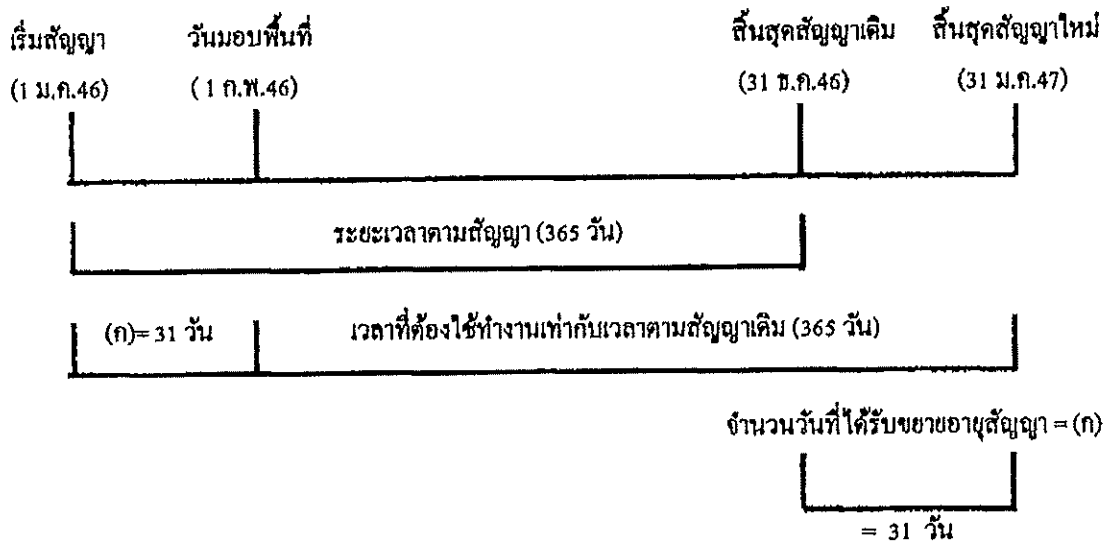 เริ่มสัญญา วันมอบพื้นที่ สิ้นสุดสัญญาเดิม สิ้นสุดสัญญาใหม่
(1 ม.ค.46) ( 1 ก.พ.46) (31 ธ.ค.46) (31 ม.ค.47)
ระยะเวลาตามสัญญา (365 วัน)
(ก)= 31 วัน เวลาที่ต้องใช้ทำงานเท่ากับเวลาตามสัญญาเดิม (365 วัน)
จำนวนวันที่ได้รับขยายอายุสัญญา = (ก)
= 31 วัน